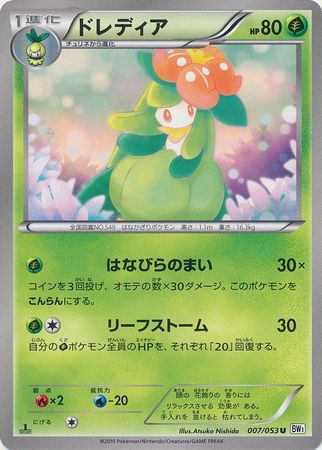 1進化 ドレディア HP80
チュリネから進化
全国図鑑NO.549 はなかざりポケモン 高さ:1.1m 重さ:16.3kg
はなびらのまい 30×
コインを3回投げ、オモテの数×30ダメージ。このポケモンを
こんらんにする。
リーフストーム 30
自分のポケモン全員のHPを、それぞれ「20」回復する。
弱点 抵抗力
×2 -20
にげる
頭の花飾りの香りには
リラックスさせる効果があるが
手入れを怠けると枯れてしまう。
Illus.Atsuko Nishida
007/053 U BW1
©2010 Pokémon/Nintendo/Creatures/GAME FREAK.